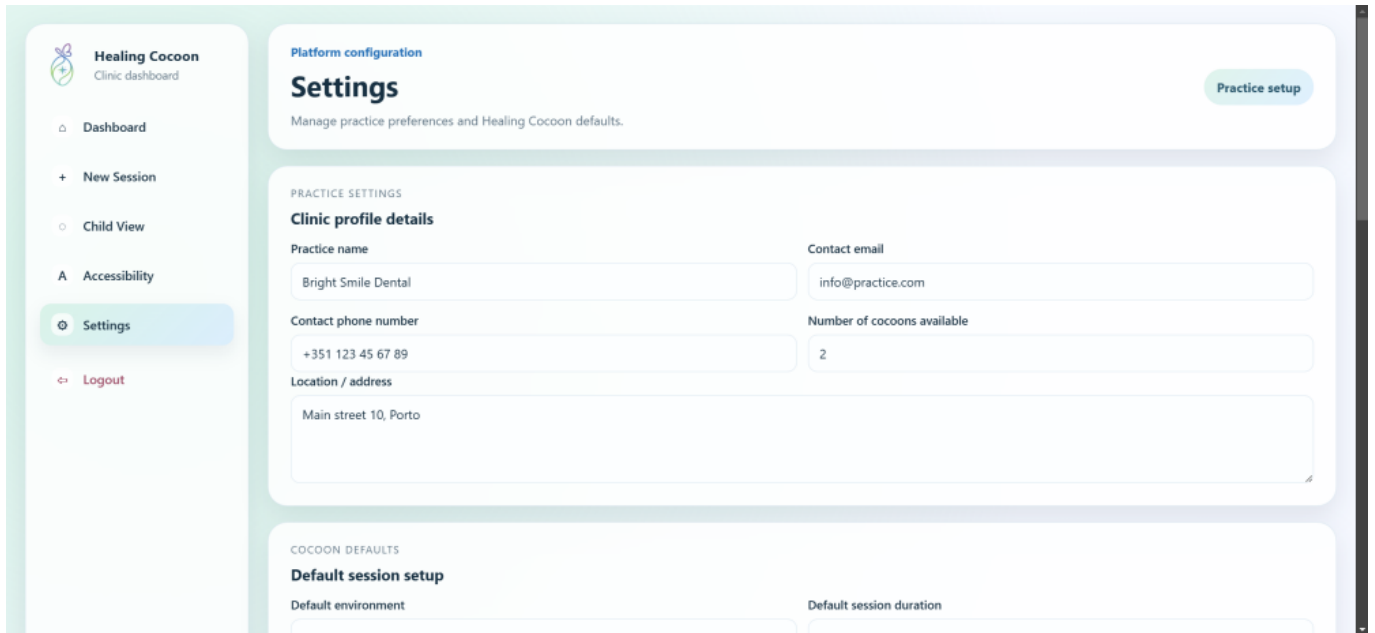 Healing Cocoon
Clinic dashboard
Dashboard
+ New Session
Child View
A Accessibility
Settings
Logout
Platform configuration
Settings
Manage practice preferences and Healing Cocoon defaults.
Practice setup
PRACTICE SETTINGS
Clinic profile details
Practice name
Bright Smile Dental
Contact email
info@practice.com
Contact phone number
+351 123 45 67 89
Number of cocoons available
2
Location / address
Main street 10, Porto
COCOON DEFAULTS
Default session setup
Default environment
Default session duration